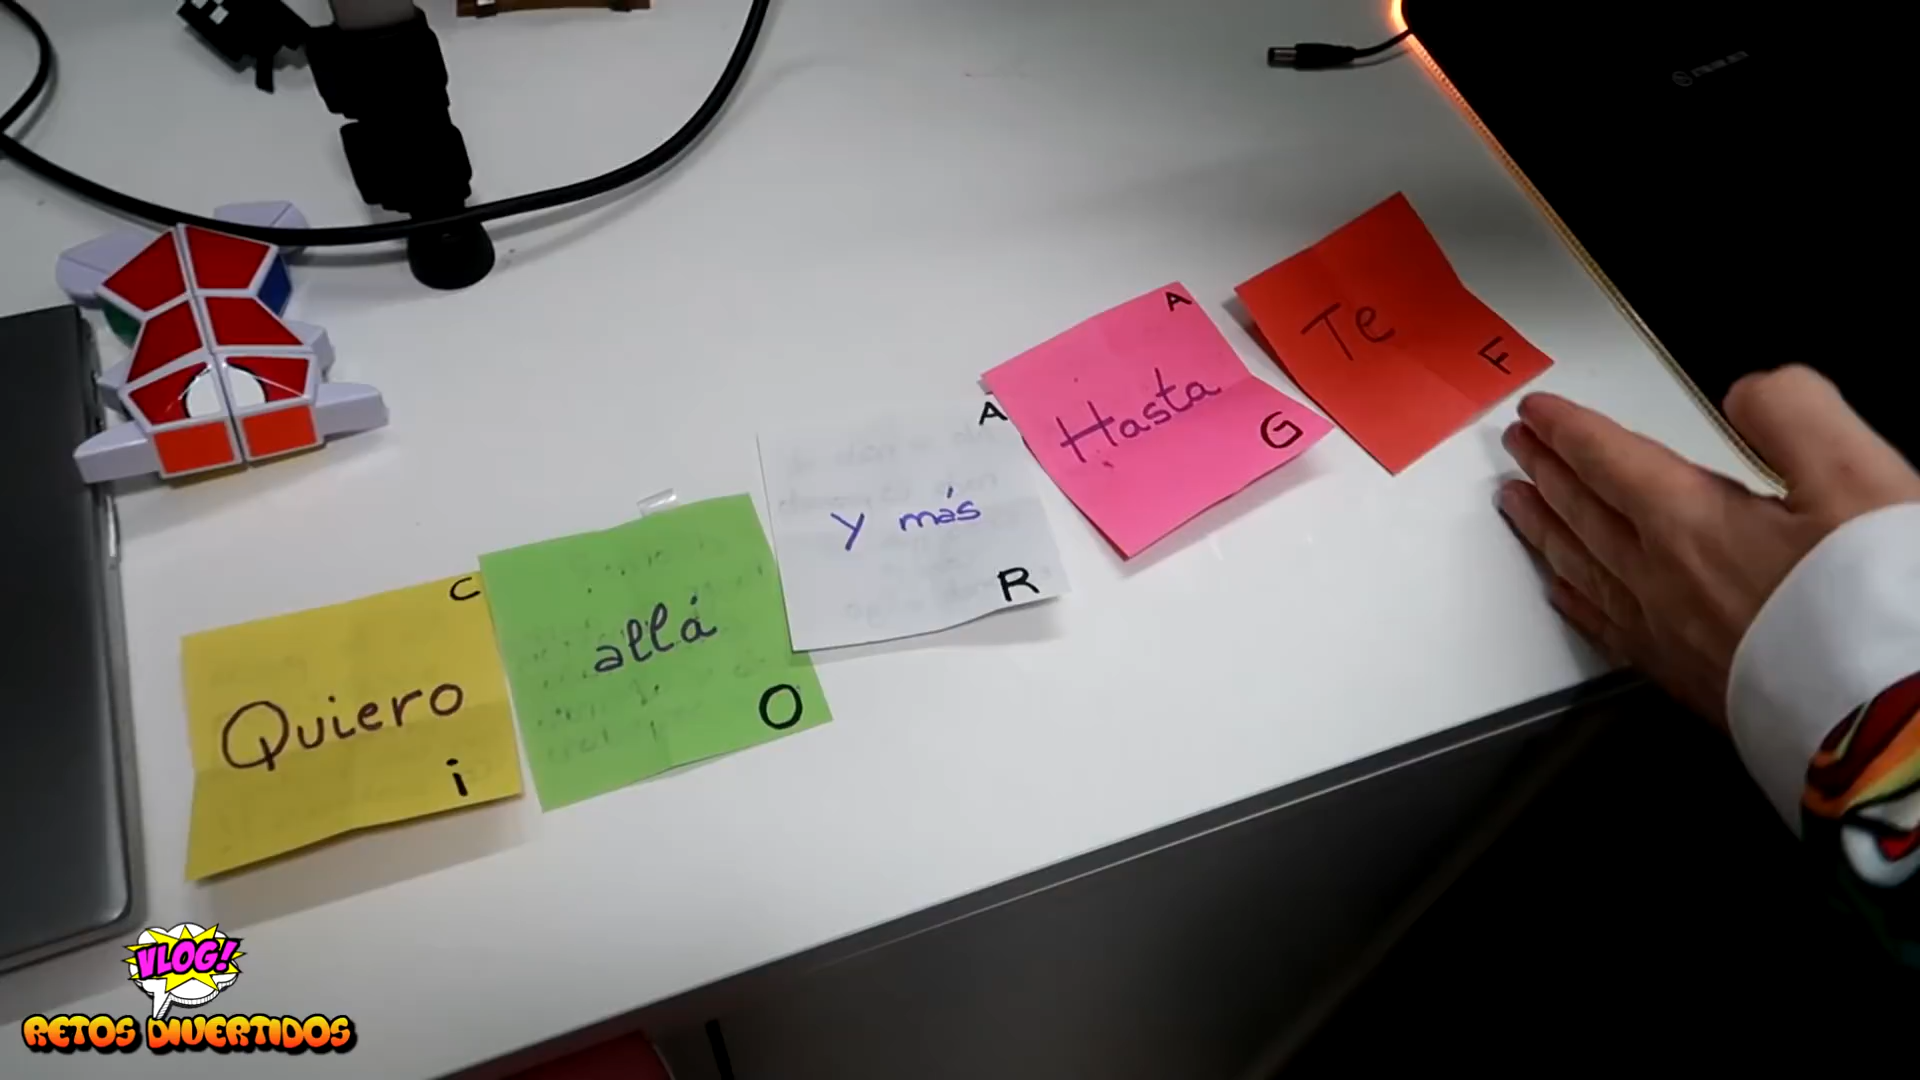 Quiero
C
i
allá
O
y más
A
R
Hasta
A
G
Te
F
VLOG!
RETOS DIVERTIDOS